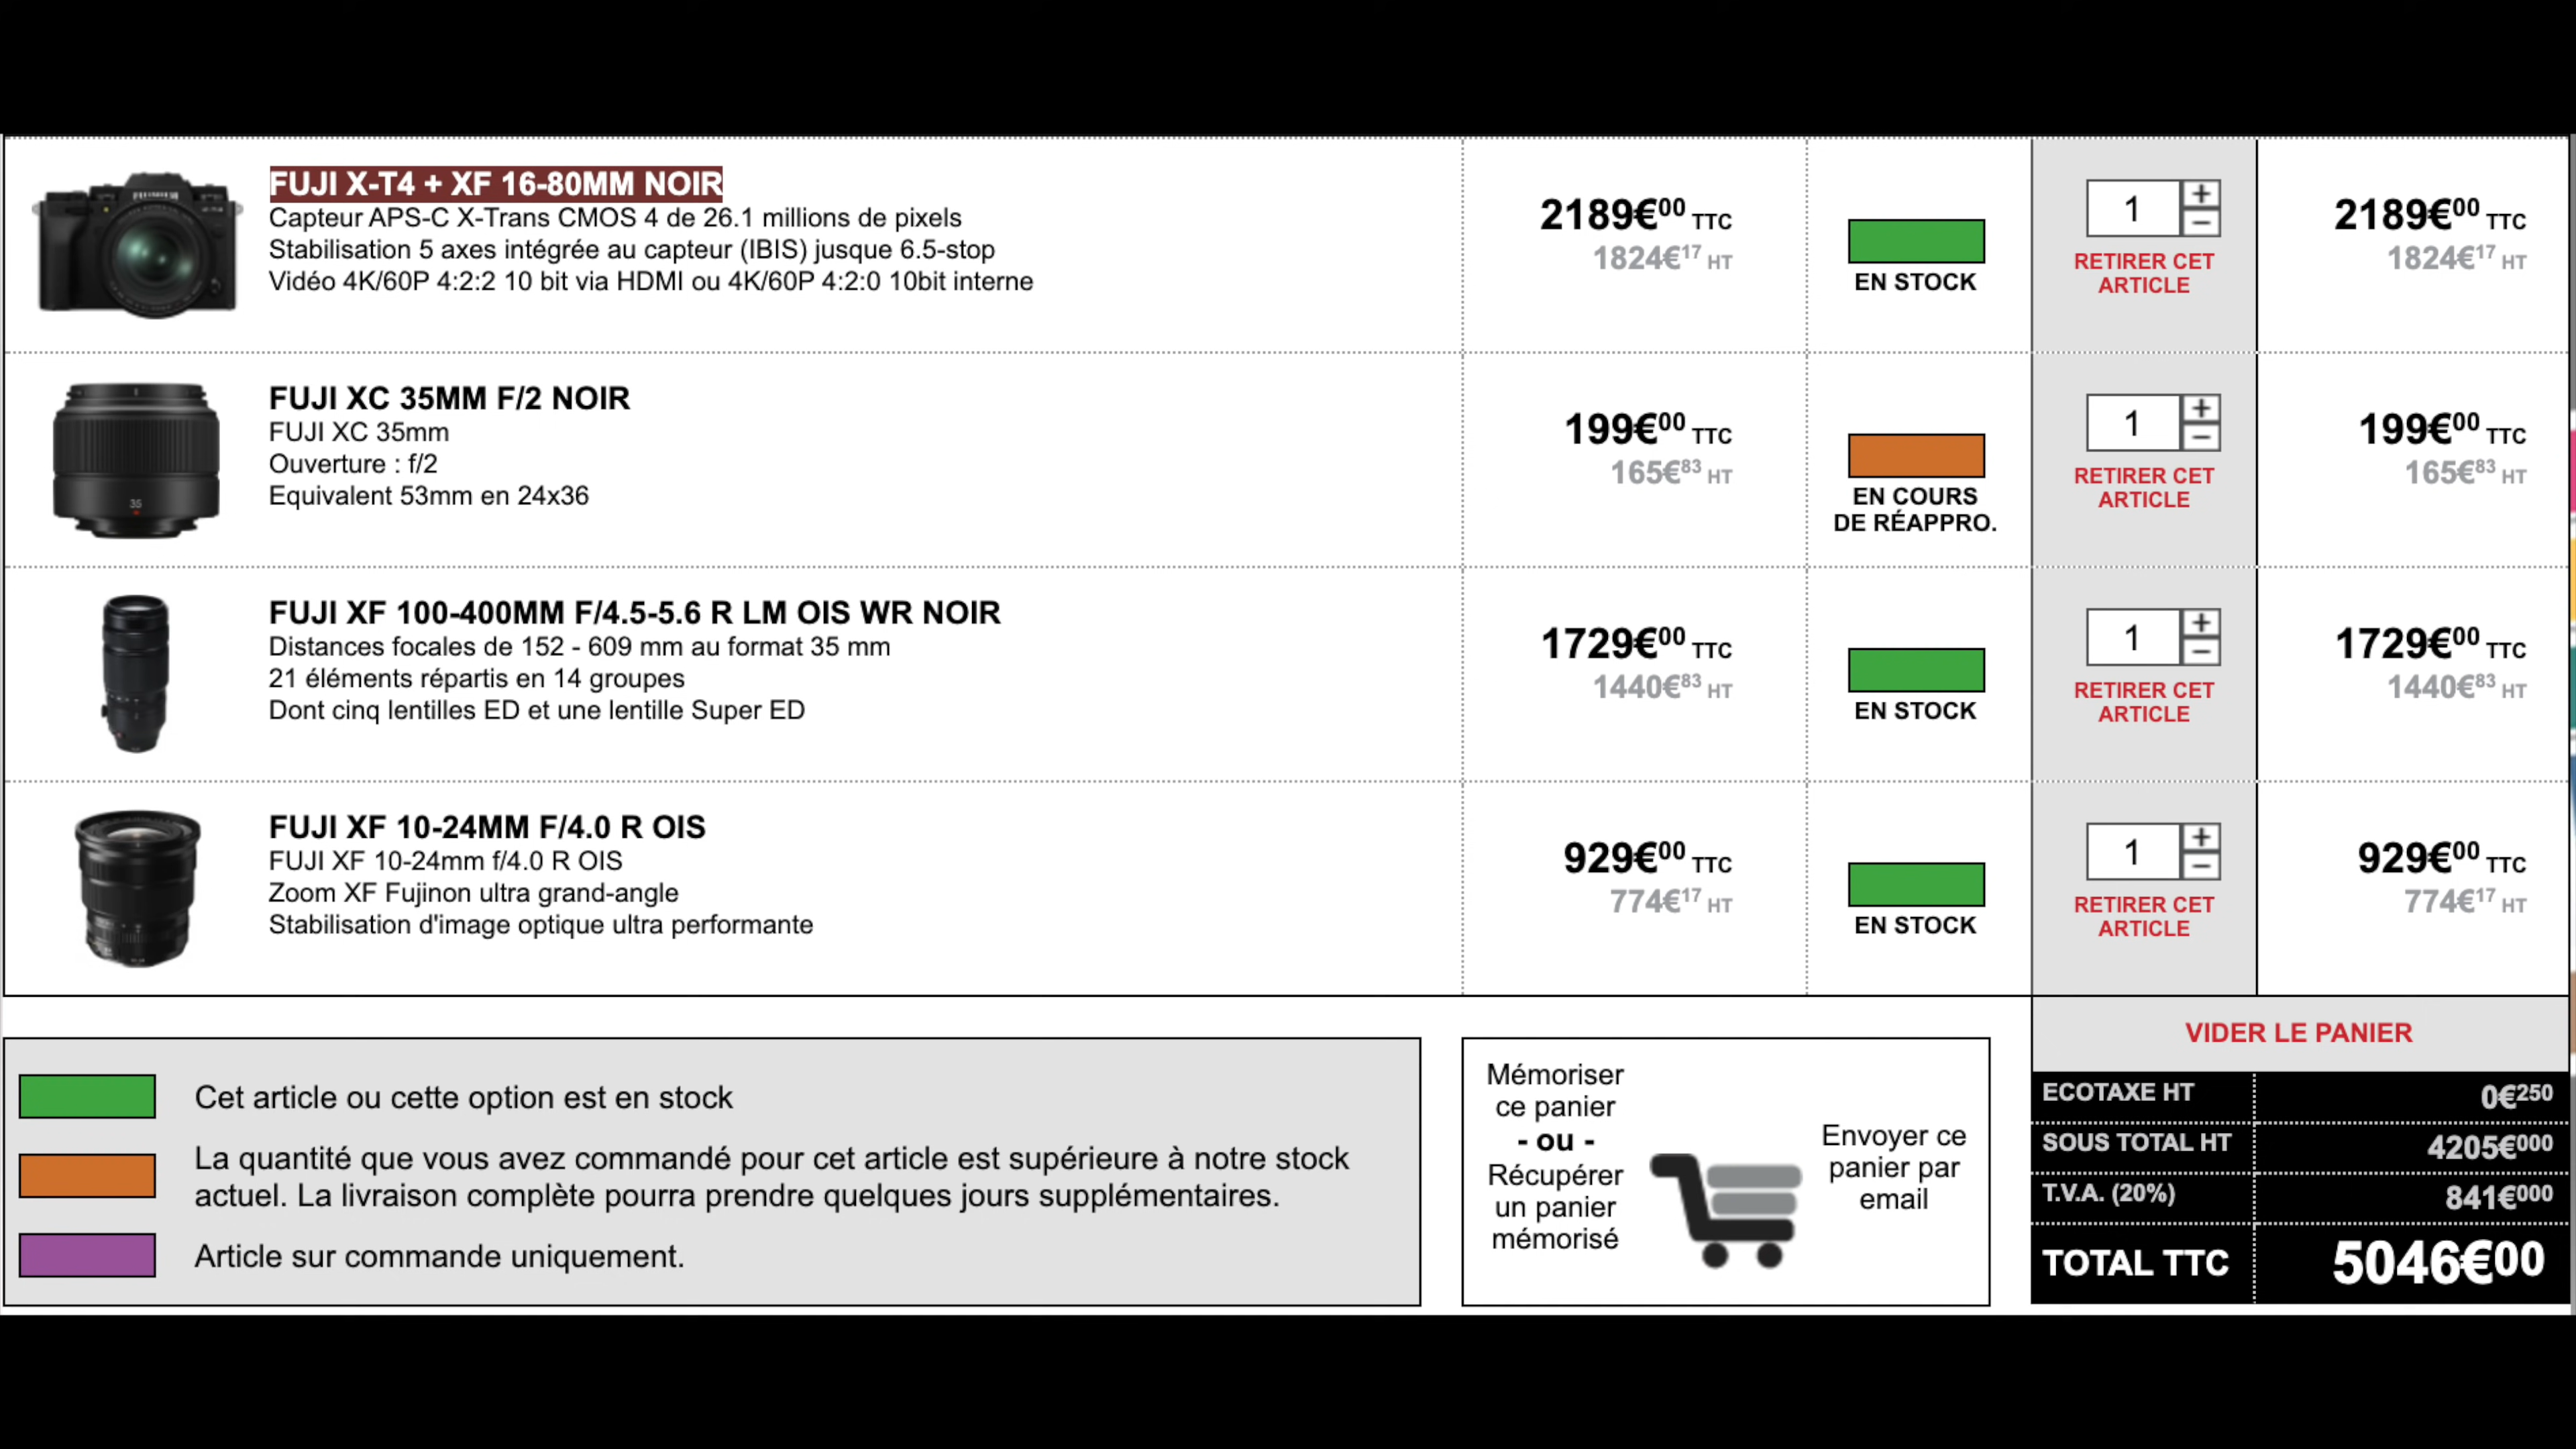 FUJI X-T4 + XF 16-80MM NOIR
Capteur APS-C X-Trans CMOS 4 de 26.1 millions de pixels
Stabilisation 5 axes intégrée au capteur (IBIS) jusque 6.5-stop
Vidéo 4K/60P 4:2:2 10 bit via HDMI ou 4K/60P 4:2:0 10bit interne
2189€00 TTC
1824€17 HT
EN STOCK
1
+
−
RETIRER CET
ARTICLE
2189€00 TTC
1824€17 HT
35
FUJI XC 35MM F/2 NOIR
FUJI XC 35mm
Ouverture : f/2
Equivalent 53mm en 24x36
199€00 TTC
165€83 HT
EN COURS
DE RÉAPPRO.
1
+
−
RETIRER CET
ARTICLE
199€00 TTC
165€83 HT
FUJI XF 100-400MM F/4.5-5.6 R LM OIS WR NOIR
Distances focales de 152 - 609 mm au format 35 mm
21 éléments répartis en 14 groupes
Dont cinq lentilles ED et une lentille Super ED
1729€00 TTC
1440€83 HT
EN STOCK
1
+
−
RETIRER CET
ARTICLE
1729€00 TTC
1440€83 HT
FUJI XF 10-24MM F/4.0 R OIS
FUJI XF 10-24mm f/4.0 R OIS
Zoom XF Fujinon ultra grand-angle
Stabilisation d'image optique ultra performante
929€00 TTC
774€17 HT
EN STOCK
1
+
−
RETIRER CET
ARTICLE
929€00 TTC
774€17 HT
Cet article ou cette option est en stock
La quantité que vous avez commandé pour cet article est supérieure à notre stock
actuel. La livraison complète pourra prendre quelques jours supplémentaires.
Article sur commande uniquement.
Mémoriser
ce panier
- ou -
Récupérer
un panier
mémorisé
Envoyer ce
panier par
email
VIDER LE PANIER
ECOTAXE HT 0€250
SOUS TOTAL HT 4205€000
T.V.A. (20%) 841€000
TOTAL TTC 5046€00